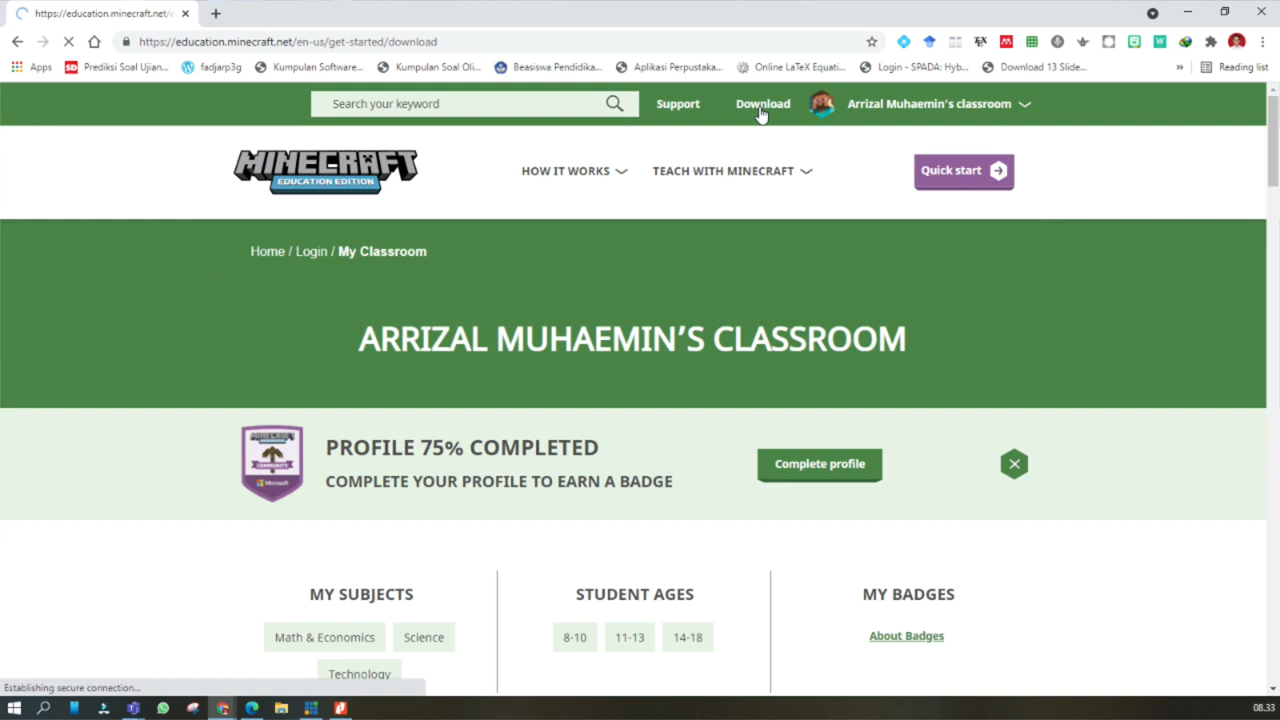 https://education.minecraft.net/e
https://education.minecraft.net/en-us/get-started/download
Apps
Prediksi Soal Ujian...
fadjarp3g
Kumpulan Software...
Kumpulan Soal Oli...
Beasiswa Pendidika...
Aplikasi Perpustaka...
Online LaTeX Equati...
Login - SPADA: Hyb...
Download 13 Slide...
»
Reading list
Search your keyword
Support
Download
Arrizal Muhaemin's classroom
MINECRAFT
EDUCATION EDITION
HOW IT WORKS
TEACH WITH MINECRAFT
Quick start
Home / Login / My Classroom
ARRIZAL MUHAEMIN'S CLASSROOM
MINECRAFT
COMMUNITY
Microsoft
PROFILE 75% COMPLETED
COMPLETE YOUR PROFILE TO EARN A BADGE
Complete profile
MY SUBJECTS
Math & Economics
Science
Technology
STUDENT AGES
8-10
11-13
14-18
MY BADGES
About Badges
Establishing secure connection...
08.33